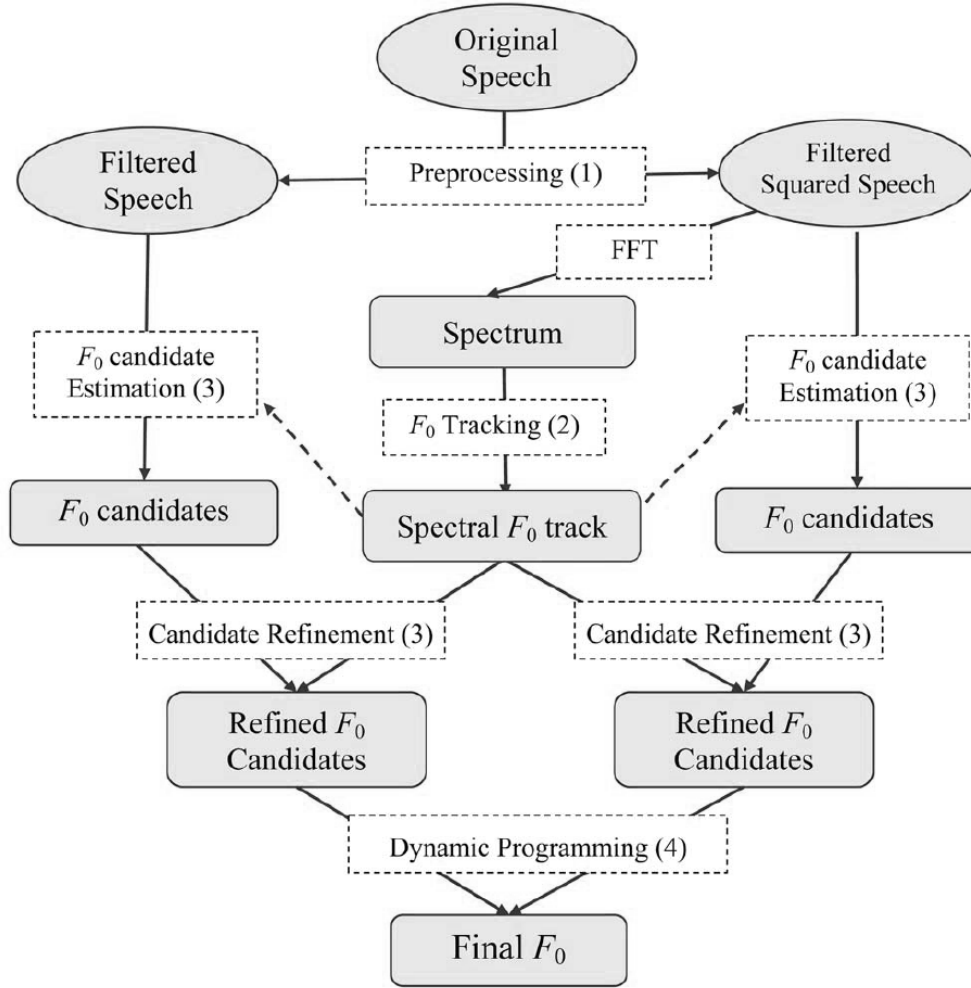 Original
Speech
Filtered
Speech
Preprocessing (1)
Filtered
Squared Speech
FFT
Spectrum
F₀ candidate
Estimation (3)
F₀ Tracking (2)
F₀ candidate
Estimation (3)
F₀ candidates
Spectral F₀ track
F₀ candidates
Candidate Refinement (3)
Candidate Refinement (3)
Refined F₀
Candidates
Refined F₀
Candidates
Dynamic Programming (4)
Final F₀